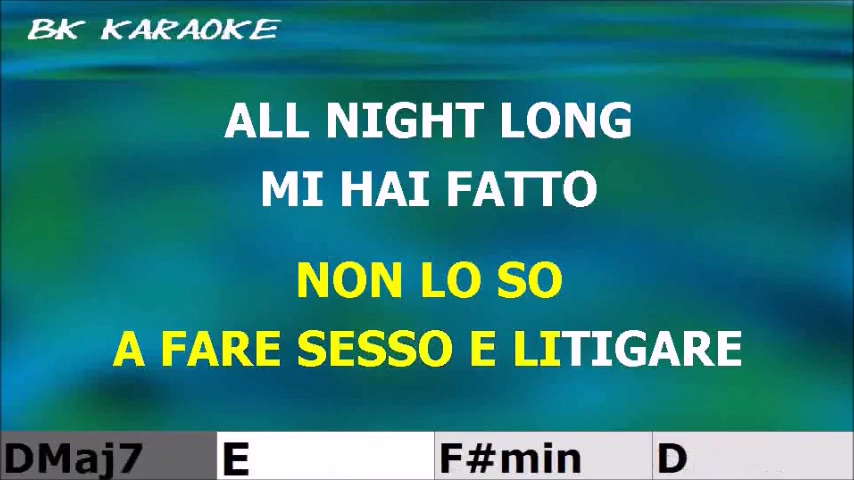 BK KARAOKE
ALL NIGHT LONG
MI HAI FATTO
NON LO SO
A FARE SESSO E LITIGARE
DMaj7 E F#min D